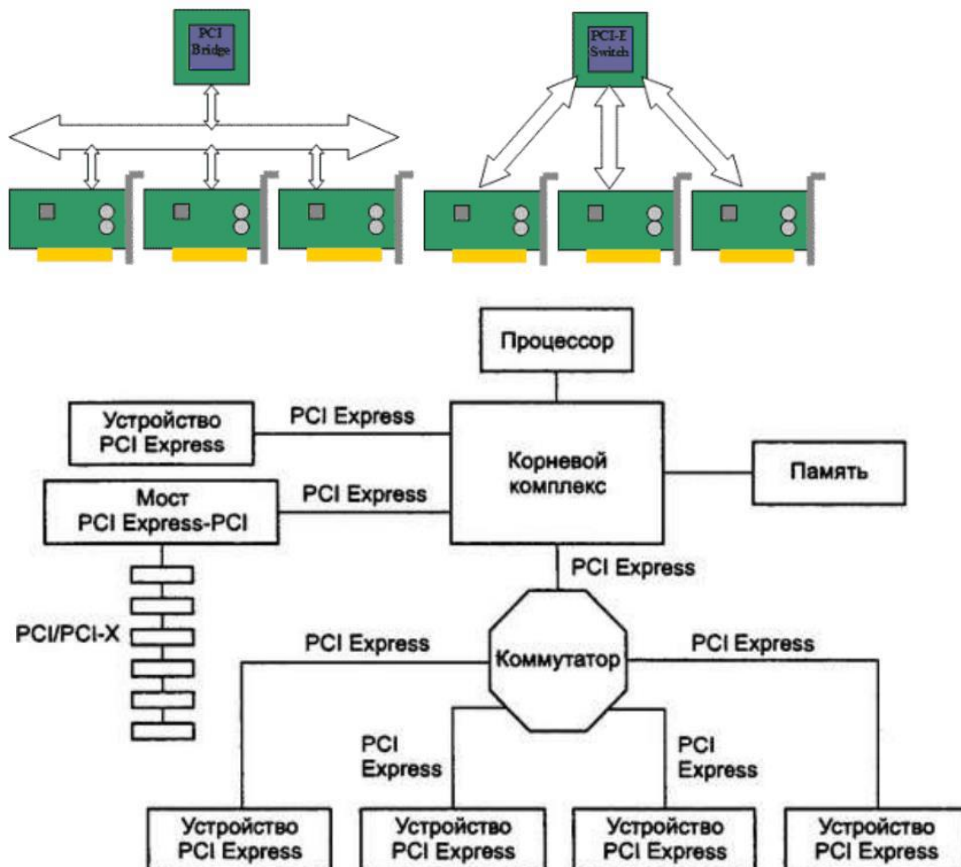 PCI
Bridge
PCI-E
Switch
Процессор
Устройство
PCI Express
PCI Express
Корневой
комплекс
Память
Мост
PCI Express-PCI
PCI Express
PCI Express
PCI/PCI-X
PCI Express
Коммутатор
PCI Express
PCI
Express
PCI
Express
Устройство
PCI Express
Устройство
PCI Express
Устройство
PCI Express
Устройство
PCI Express